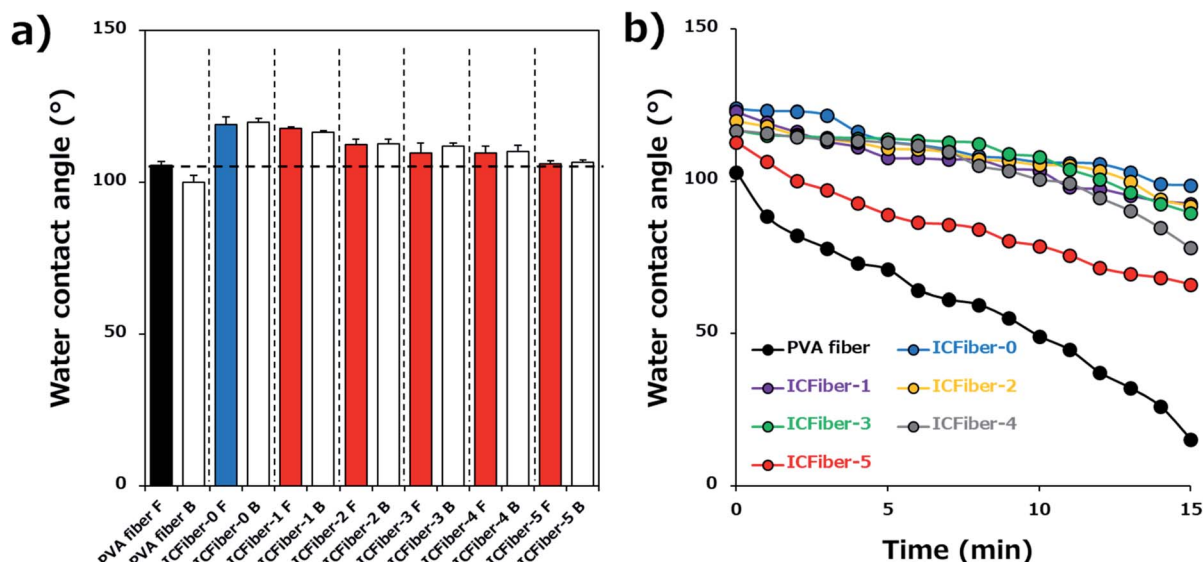 a)
Water contact angle (°)
150
100
50
0
PVA fiber F
PVA fiber B
ICFiber-0 F
ICFiber-0 B
ICFiber-1 F
ICFiber-1 B
ICFiber-2 F
ICFiber-2 B
ICFiber-3 F
ICFiber-3 B
ICFiber-4 F
ICFiber-4 B
ICFiber-5 F
ICFiber-5 B
b)
Water contact angle (°)
150
100
50
0
PVA fiber
ICFiber-0
ICFiber-1
ICFiber-2
ICFiber-3
ICFiber-4
ICFiber-5
0
5
10
15
Time (min)